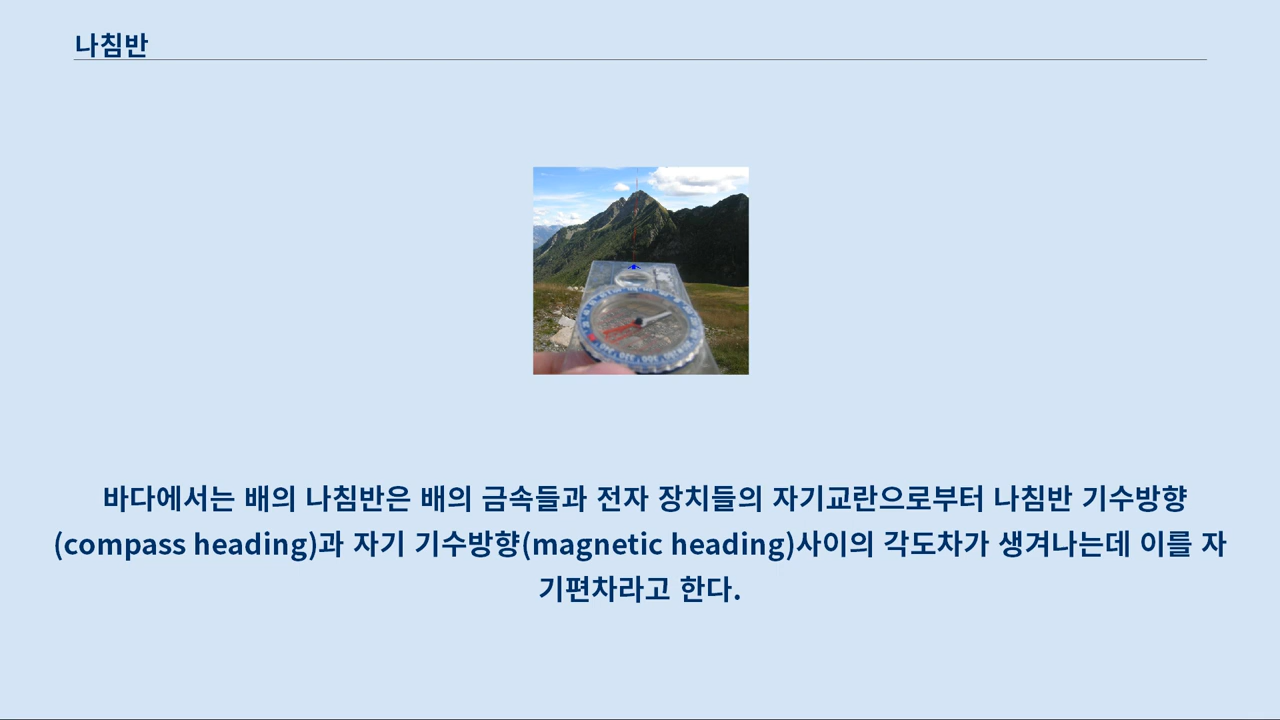 나침반
바다에서는 배의 나침반은 배의 금속들과 전자 장치들의 자기교란으로부터 나침반 기수방향
(compass heading)과 자기 기수방향(magnetic heading)사이의 각도차가 생겨나는데 이를 자
기편차라고 한다.